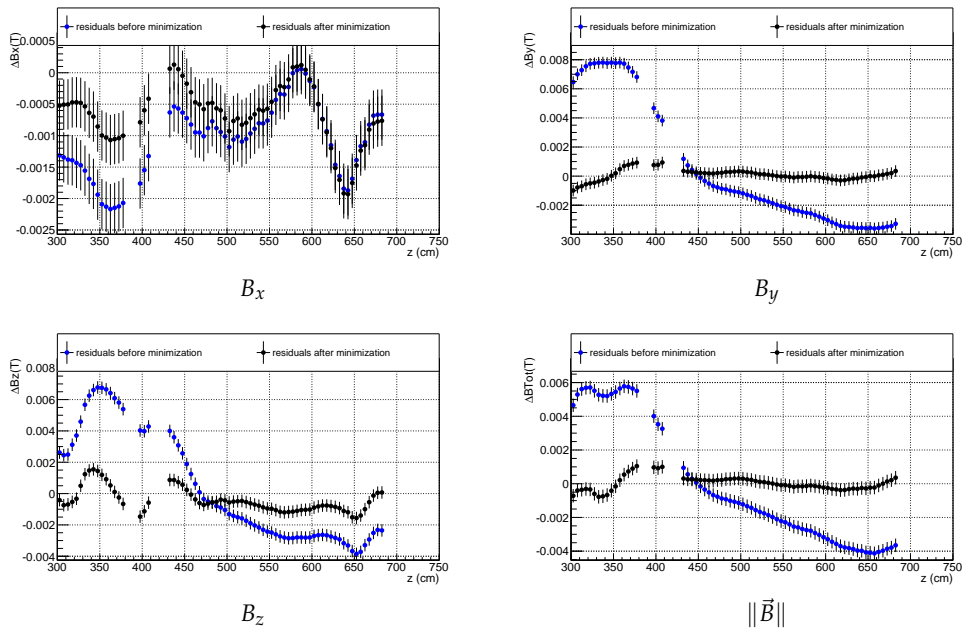 residuals before minimization residuals after minimization
ΔBx(T)
0.0005
0
-0.0005
-0.001
-0.0015
-0.002
-0.0025
300 350 400 450 500 550 600 650 700 750
z (cm)
B_x
residuals before minimization residuals after minimization
ΔBy(T)
0.008
0.006
0.004
0.002
0
-0.002
300 350 400 450 500 550 600 650 700 750
z (cm)
B_y
residuals before minimization residuals after minimization
ΔBz(T)
0.008
0.006
0.004
0.002
0
-0.002
-0.004
300 350 400 450 500 550 600 650 700 750
z (cm)
B_z
residuals before minimization residuals after minimization
ΔBTot(T)
0.006
0.004
0.002
0
-0.002
-0.004
300 350 400 450 500 550 600 650 700 750
z (cm)
||B⃗||